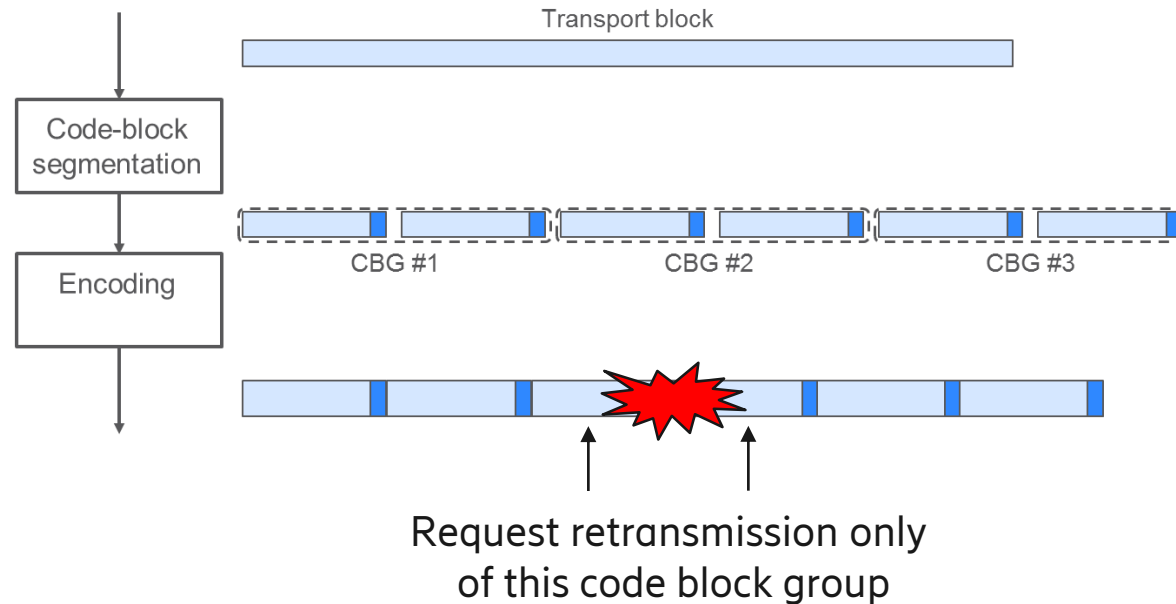 Transport block
Code-block
segmentation
CBG #1
CBG #2
CBG #3
Encoding
Request retransmission only
of this code block group